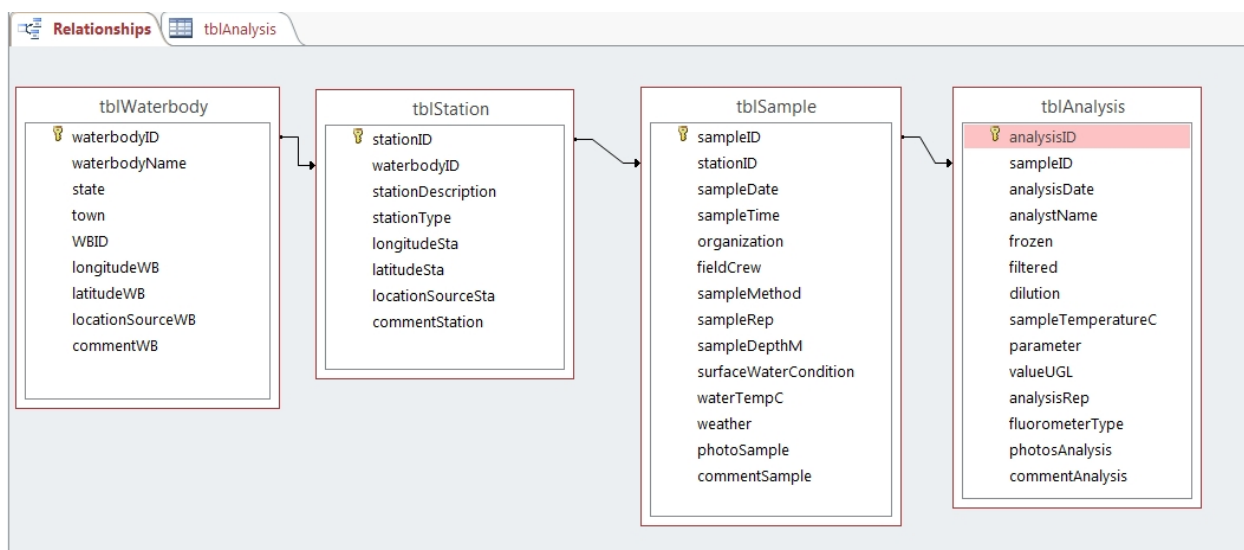 Relationships
tblAnalysis
tblWaterbody
waterbodyID
waterbodyName
state
town
WBID
longitudeWB
latitudeWB
locationSourceWB
commentWB
tblStation
stationID
waterbodyID
stationDescription
stationType
longitudeSta
latitudeSta
locationSourceSta
commentStation
tblSample
sampleID
stationID
sampleDate
sampleTime
organization
fieldCrew
sampleMethod
sampleRep
sampleDepthM
surfaceWaterCondition
waterTempC
weather
photoSample
commentSample
tblAnalysis
analysisID
sampleID
analysisDate
analystName
frozen
filtered
dilution
sampleTemperatureC
parameter
valueUGL
analysisRep
fluorometerType
photosAnalysis
commentAnalysis